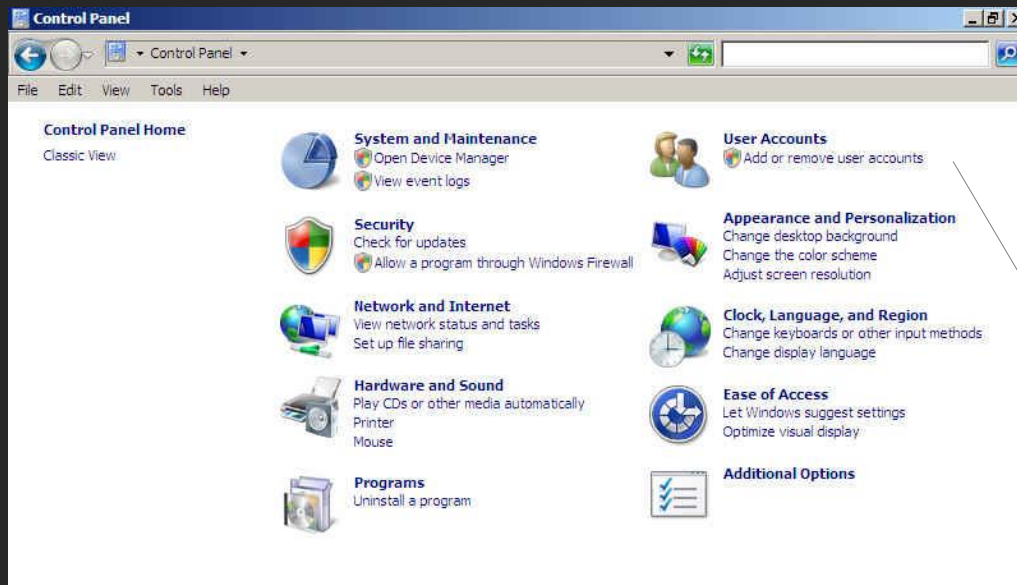 Control Panel
Control Panel
File Edit View Tools Help
Control Panel Home
Classic View
System and Maintenance
Open Device Manager
View event logs
Security
Check for updates
Allow a program through Windows Firewall
Network and Internet
View network status and tasks
Set up file sharing
Hardware and Sound
Play CDs or other media automatically
Printer
Mouse
Programs
Uninstall a program
User Accounts
Add or remove user accounts
Appearance and Personalization
Change desktop background
Change the color scheme
Adjust screen resolution
Clock, Language, and Region
Change keyboards or other input methods
Change display language
Ease of Access
Let Windows suggest settings
Optimize visual display
Additional Options